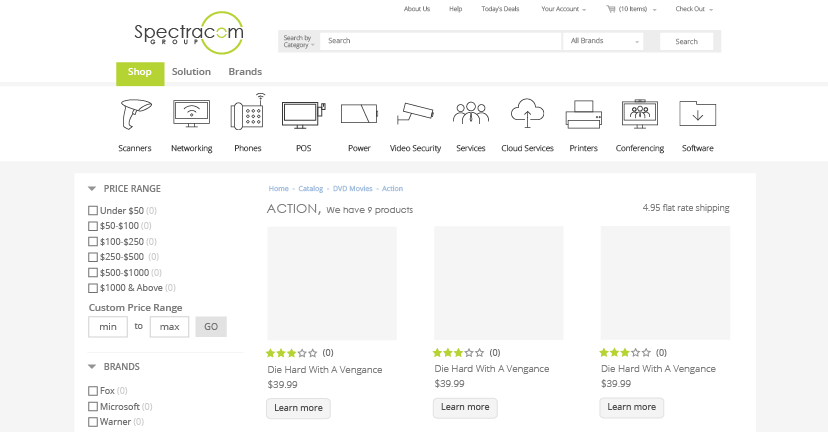 About Us Help Today's Deals Your Account (10 Items) Check Out
Spectracom
GROUP
Search by
Category
Search
All Brands
Search
Shop Solution Brands
Scanners Networking Phones POS Power Video Security Services Cloud Services Printers Conferencing Software
PRICE RANGE
Under $50 (0)
$50-$100 (0)
$100-$250 (0)
$250-$500 (0)
$500-$1000 (0)
$1000 & Above (0)
Custom Price Range
min to max GO
BRANDS
Fox (0)
Microsoft (0)
Warner (0)
Home - Catalog - DVD Movies - Action
ACTION, We have 9 products
4.95 flat rate shipping
(0) (0) (0)
Die Hard With A Vengance Die Hard With A Vengance Die Hard With A Vengance
$39.99 $39.99 $39.99
Learn more Learn more Learn more